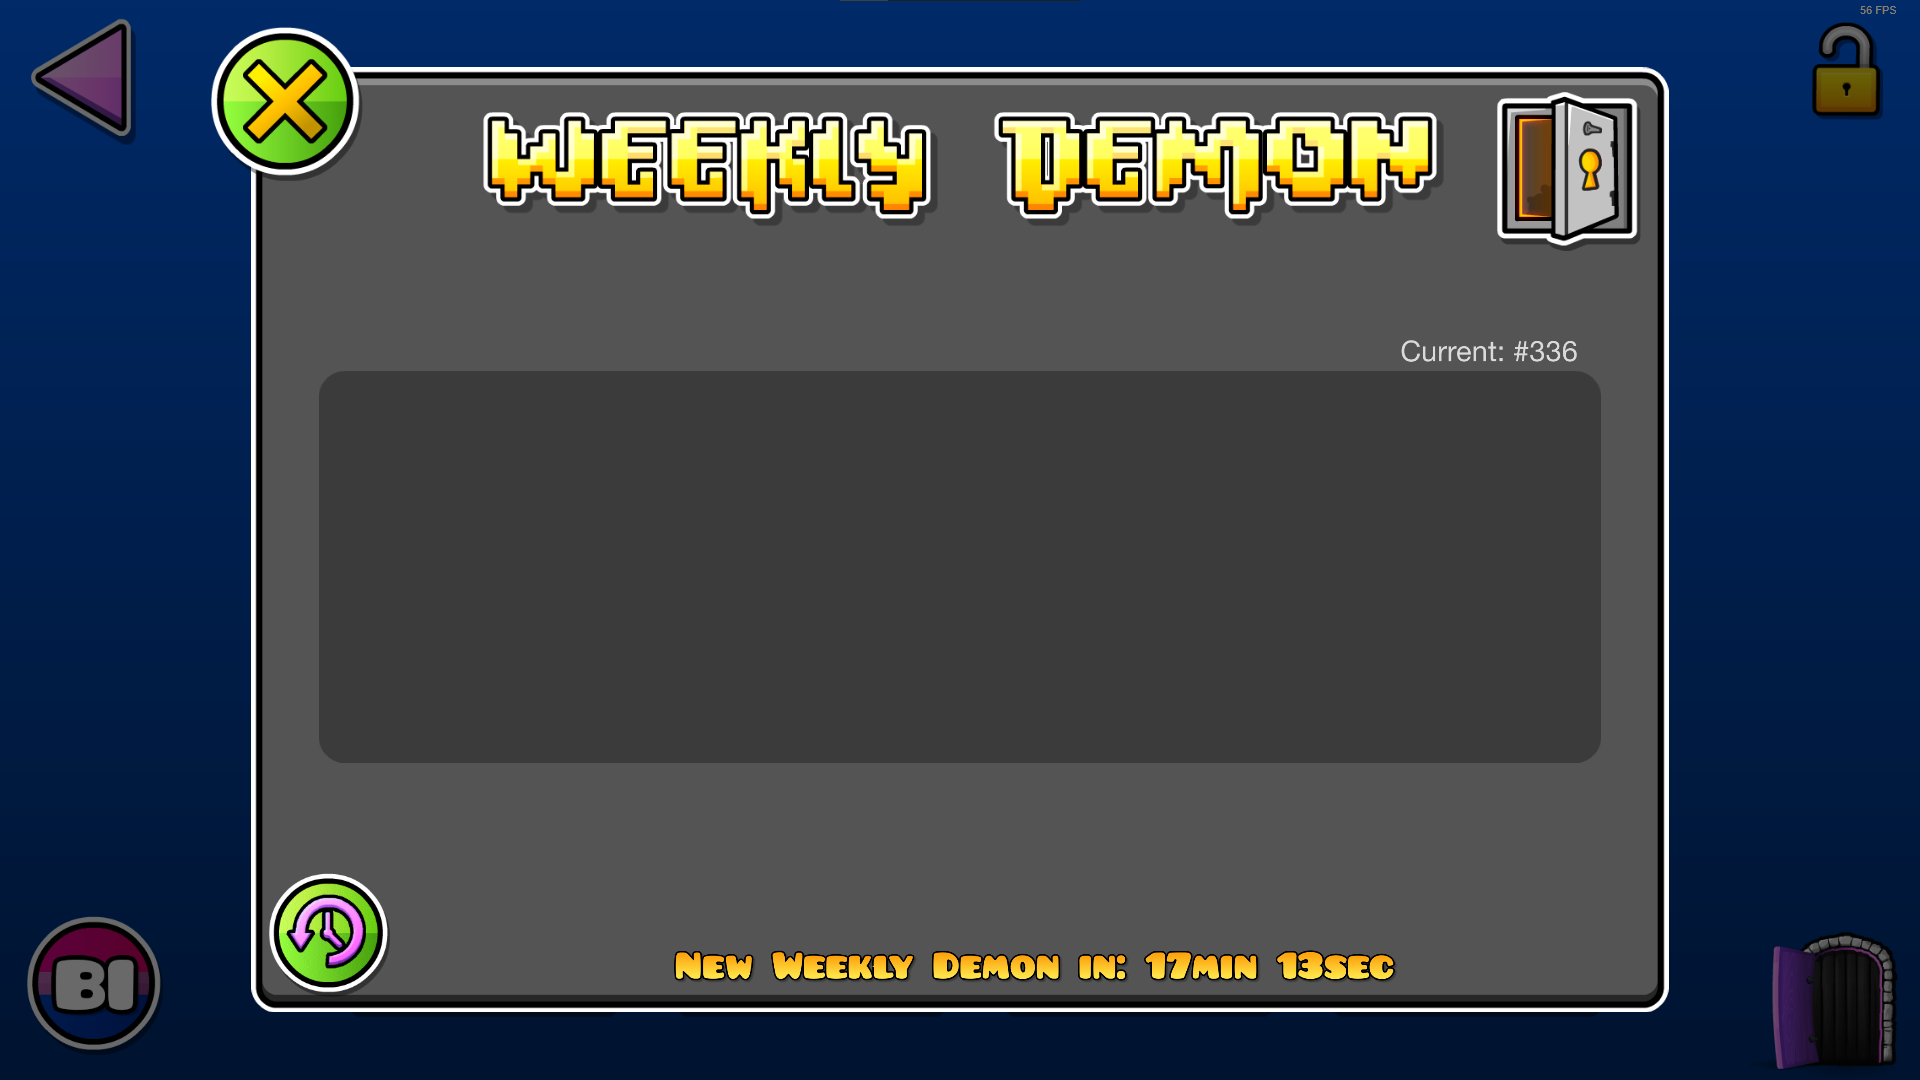 56 FPS
WEEKLY DEMON
Current: #336
New Weekly Demon in: 17min 13sec
BI